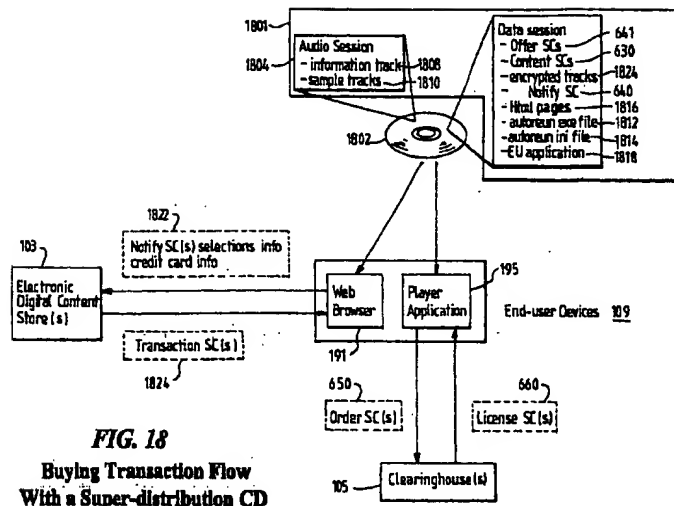 1801
1804
Audio Session
- information track
- sample tracks
1808
1810
Data session
- Offer SCs
- Content SCs
- encrypted tracks
Notify SC
- Html pages
- autoreun exe file
- autoreun ini file
- EU application
641
630
1824
640
1816
1812
1814
1818
1802
1822
Notify SC(s) selections info
credit card info
103
Electronic
Digital Content
Store(s)
Transaction SC(s)
1824
Web
Browser
191
Player
Application
195
End-user Devices 109
650
Order SC(s)
660
License SC(s)
105
Clearinghouse(s)
FIG. 18
Buying Transaction Flow
With a Super-distribution CD